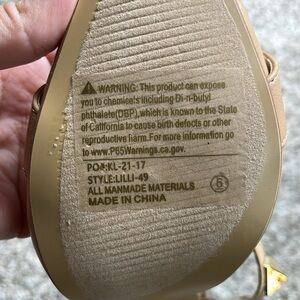 ⚠ WARNING: This product can expose
you to chemicals including Di-n-butyl
phthalate(DBP), which is known to the State
of California to cause birth defects or other
reproductive harm. For more information go
to www.P65Warnings.ca.gov.
PO#:KL-21-17
STYLE:LILLI-49
ALL MANMADE MATERIALS
MADE IN CHINA
6